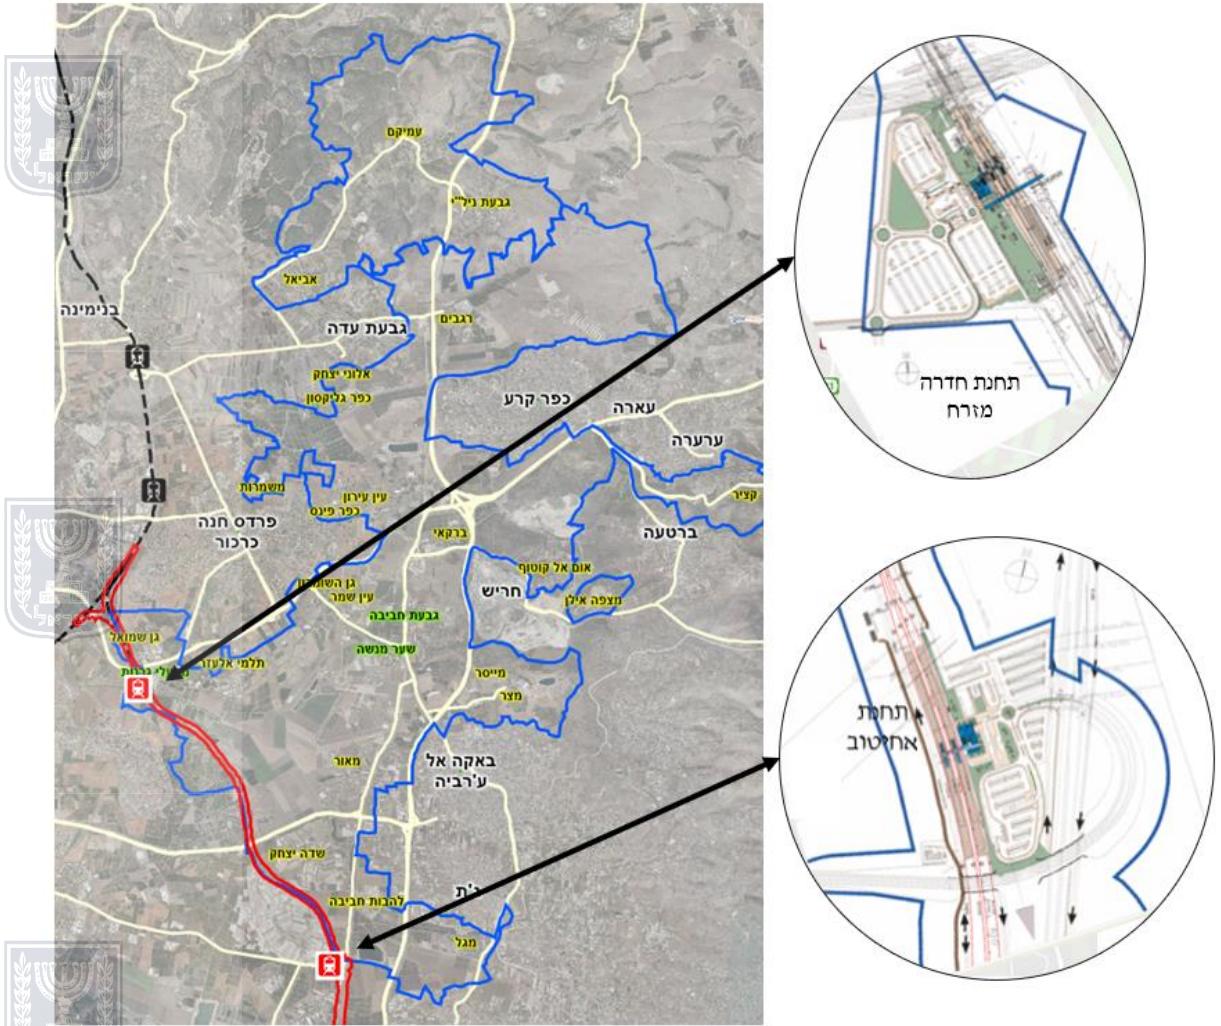 עמיקם
גבעת ניל"י
אביאל
בנימינה
רגבים
גבעת עדה
אלוני יצחק
כפר גליקסון
כפר קרע
עארה
ערערה
משמרות
עין עירון
כפר פינס
קציר
פרדס חנה
כרכור
ברקאי
ברטעה
אום אל קוטוף
גן השומרון
עין שמר
חריש
מצפה אילן
גבעת חביבה
גן שמואל
שער מנשה
תלמי אלעזר
מייסר
מצר
מאור
באקה אל
ע'רביה
שדה יצחק
להבות חביבה
מגל
תחנת חדרה
מזרח
תחנת
אחיטוב
ישראל